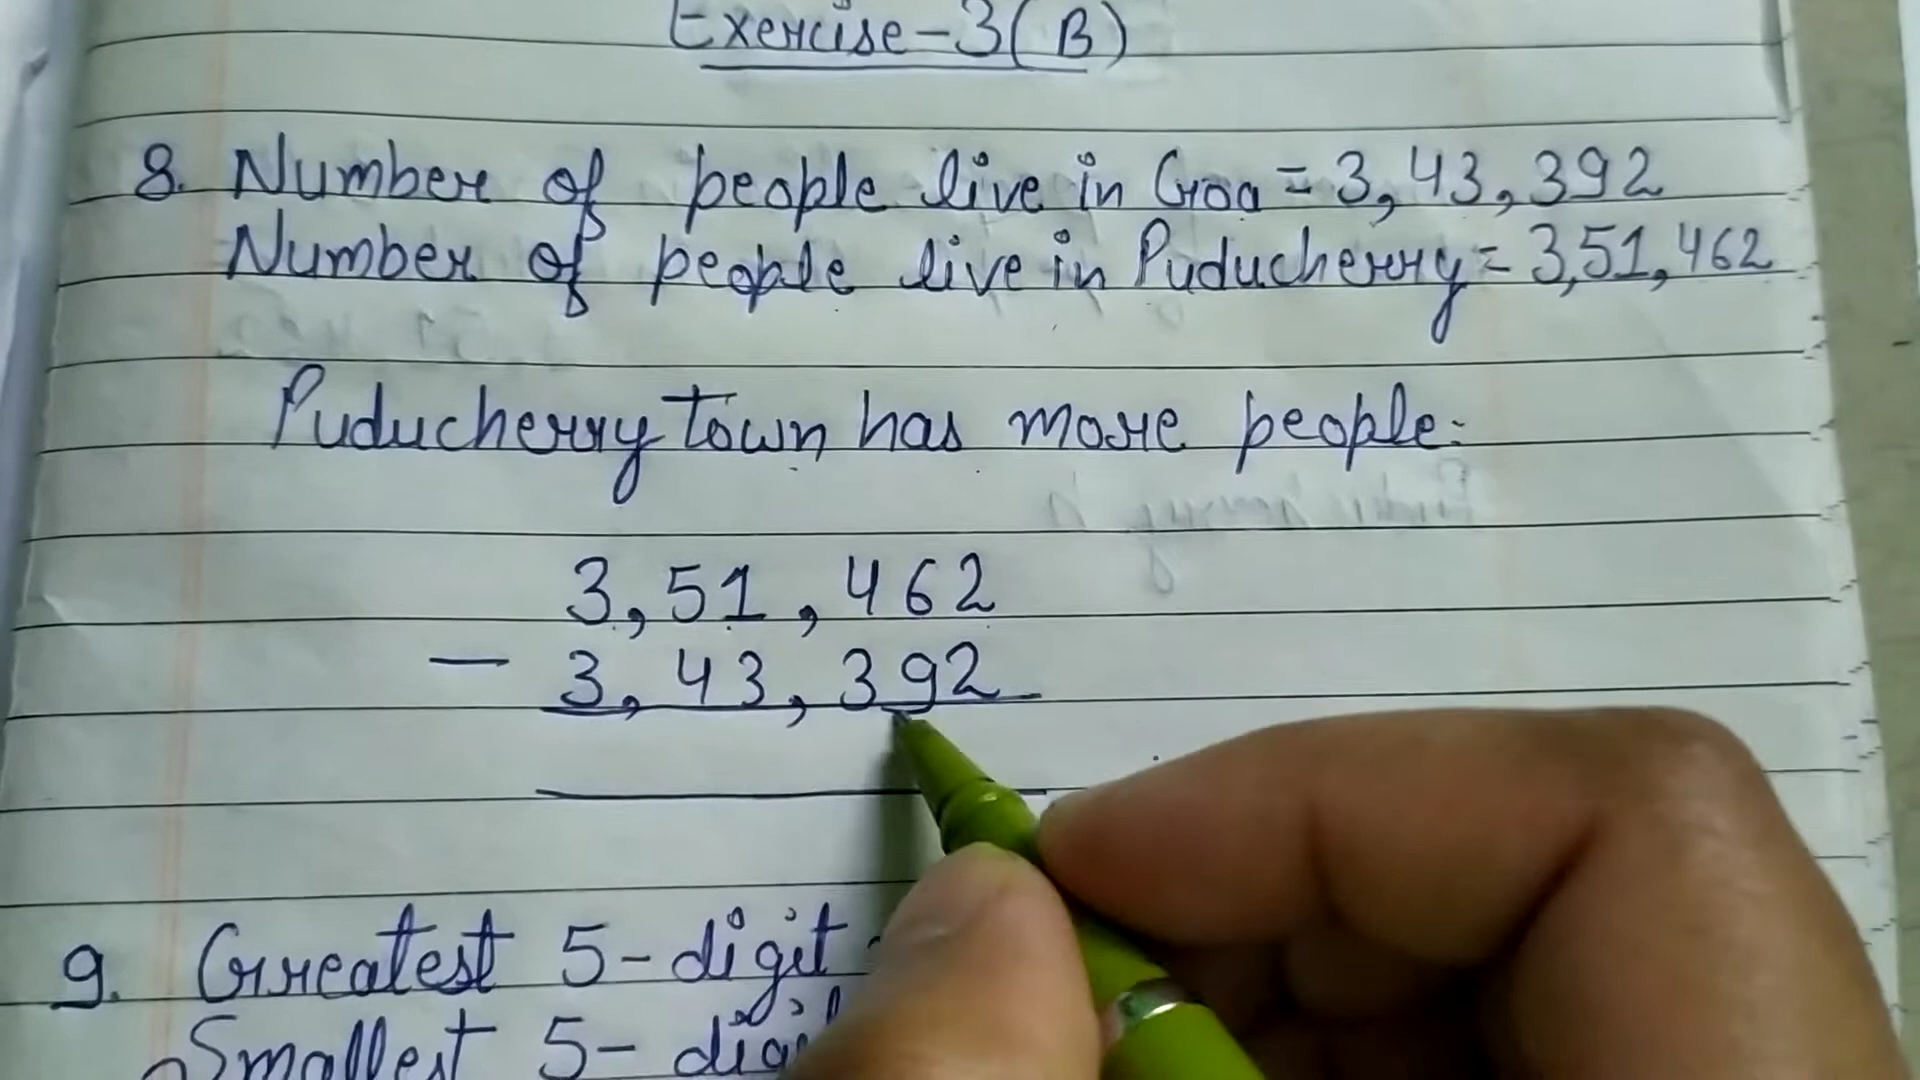 Exercise-3(B)
8. Number of people live in Goa = 3,43,392
Number of people live in Puducherry = 3,51,462
Puducherry Town has more people.
3,51,462
- 3,43,392
9. Greatest 5-digit
Smallest 5-